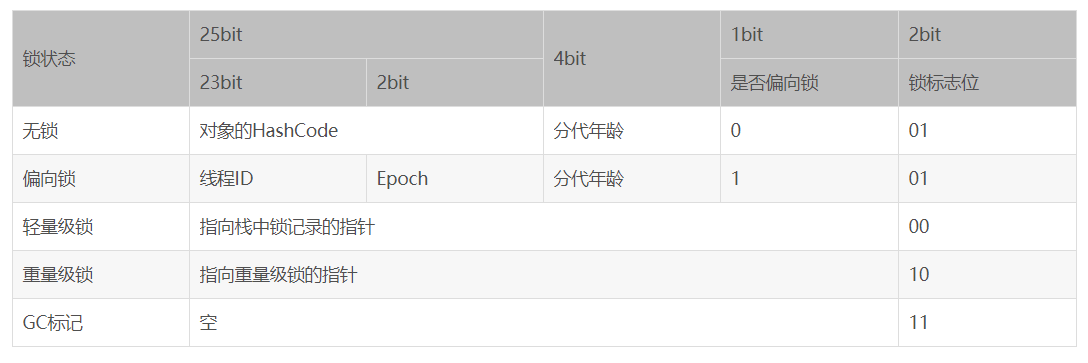 锁状态 25bit 4bit 1bit 2bit
23bit 2bit 是否偏向锁 锁标志位
无锁 对象的HashCode 分代年龄 0 01
偏向锁 线程ID Epoch 分代年龄 1 01
轻量级锁 指向栈中锁记录的指针 00
重量级锁 指向重量级锁的指针 10
GC标记 空 11